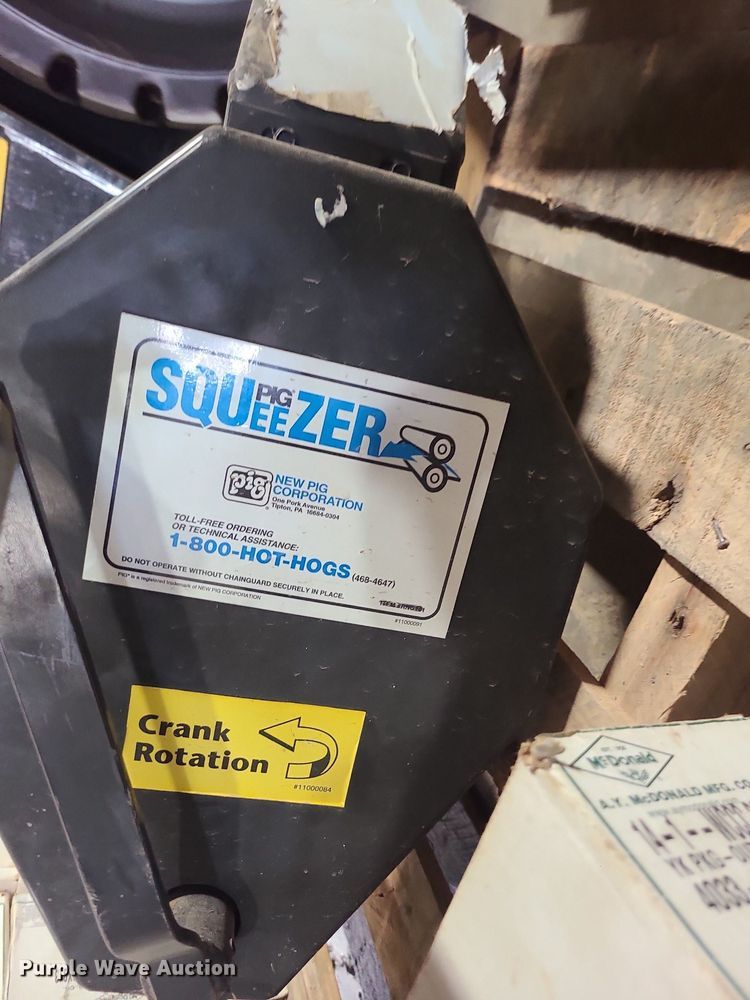 PIG
SQUEEZER
pig
NEW PIG
CORPORATION
One Pork Avenue
Tipton, PA 16684-0304
TOLL-FREE ORDERING
OR TECHNICAL ASSISTANCE:
1-800-HOT-HOGS (468-4647)
DO NOT OPERATE WITHOUT CHAINGUARD SECURELY IN PLACE.
PIG® is a registered trademark of NEW PIG CORPORATION
#11000091
Crank
Rotation
#11000084
McDonald
A.Y. McDONALD MFG. CO
Purple Wave Auction